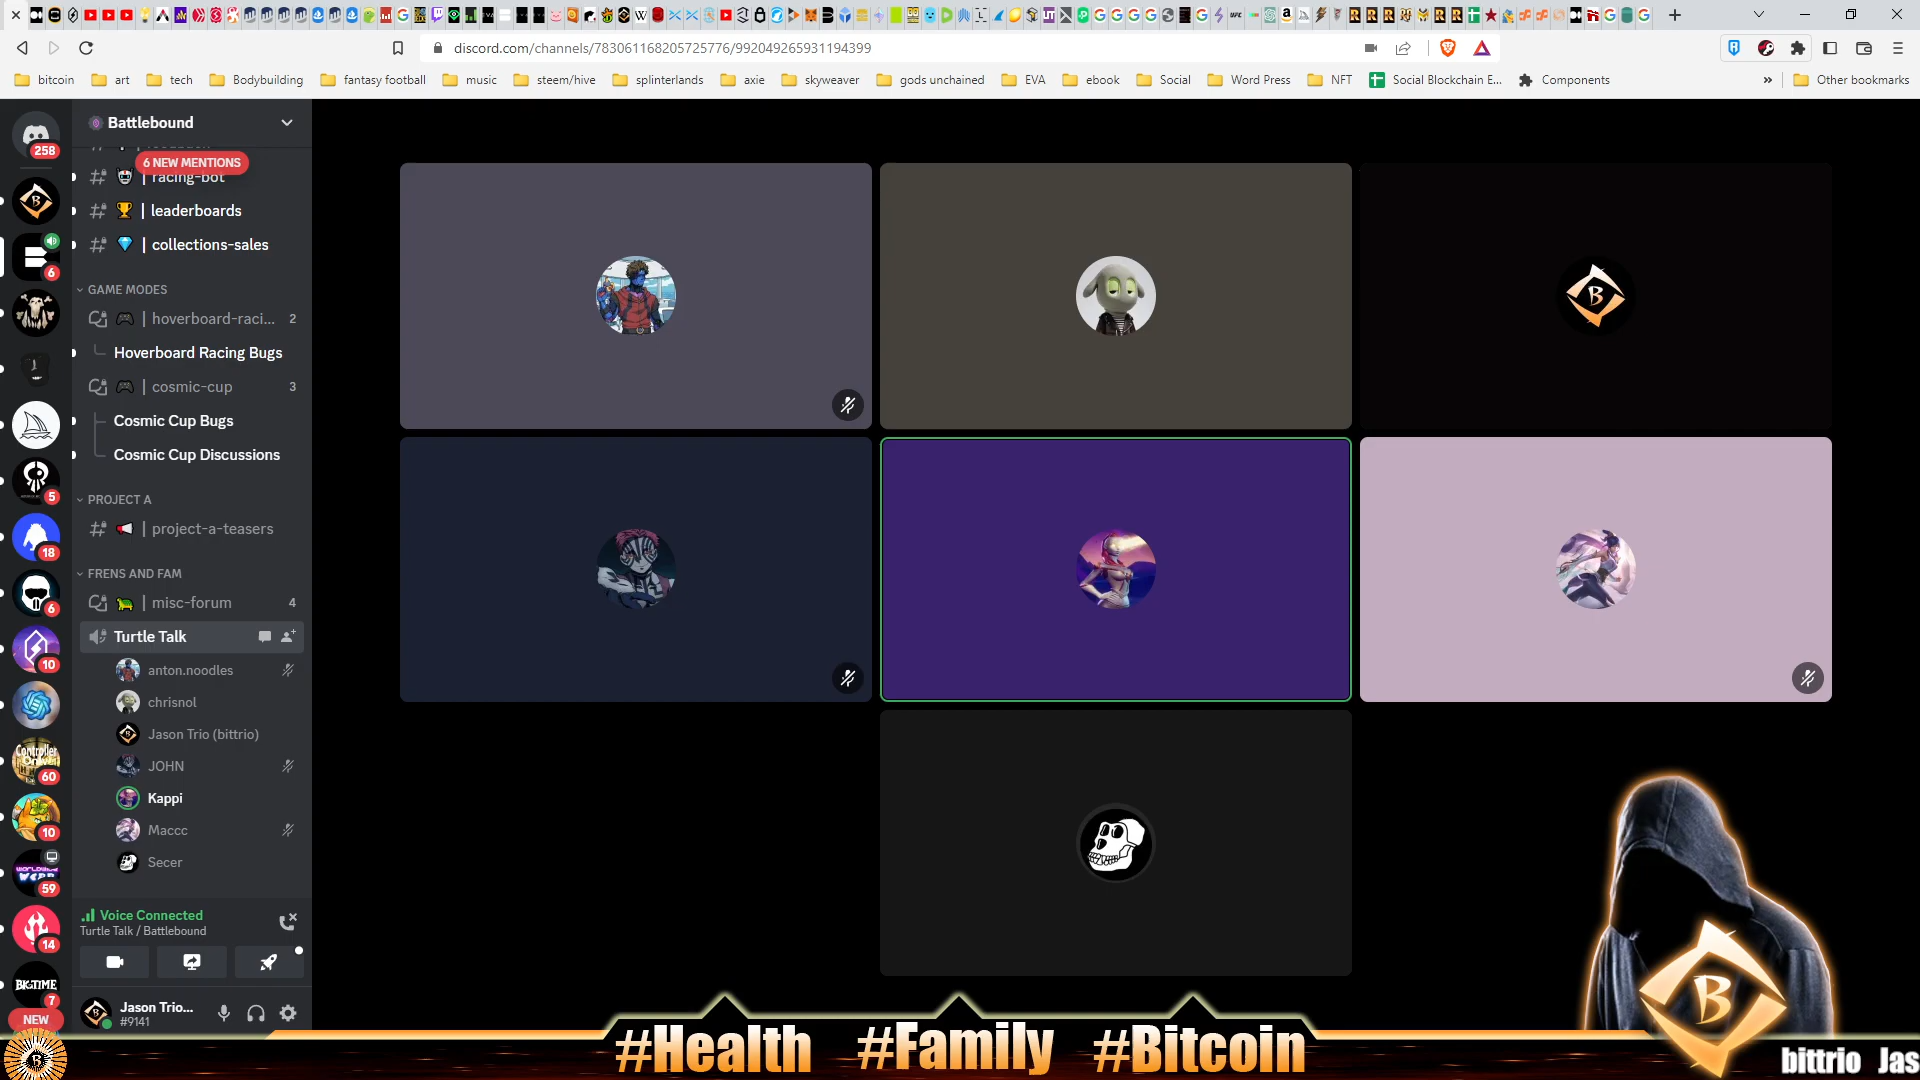 discord.com/channels/783061168205725776/992049265931194399
bitcoin art tech Bodybuilding fantasy football music steem/hive splinterlands axie skyweaver gods unchained EVA ebook Social Word Press NFT Social Blockchain E... Components » Other bookmarks
Battlebound
6 NEW MENTIONS
| racing-bot
| leaderboards
| collections-sales
GAME MODES
| hoverboard-raci... 2
Hoverboard Racing Bugs
| cosmic-cup 3
Cosmic Cup Bugs
Cosmic Cup Discussions
PROJECT A
| project-a-teasers
FRENS AND FAM
| misc-forum 4
Turtle Talk
anton.noodles
chrisnol
Jason Trio (bittrio)
JOHN
Kappi
Maccc
Secer
Voice Connected
Turtle Talk / Battlebound
Jason Trio...
#9141
258
6
5
18
6
10
Controller
60
10
WORLDWIDE
WEBB
59
14
BIGTIME
7
NEW
#Health #Family #Bitcoin
B
bittrio Jas